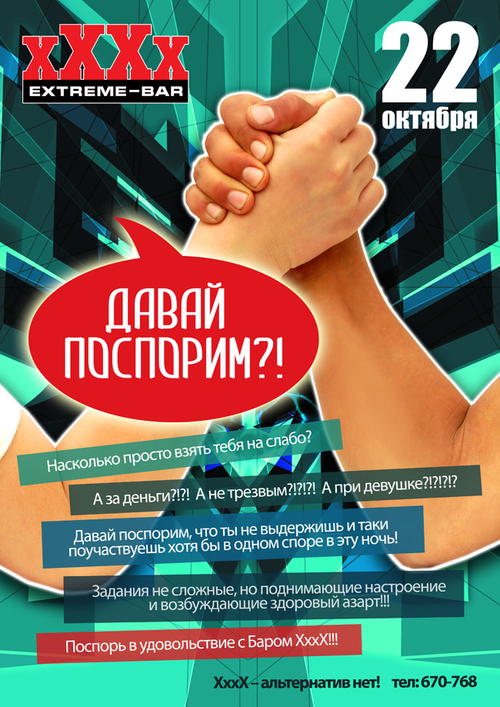 xXXx
EXTREME-BAR
22
октября
ДАВАЙ
ПОСПОРИМ?!
Насколько просто взять тебя на слабо?
А за деньги?!?! А не трезвым?!?!?! А при девушке?!?!?!?
Давай поспорим, что ты не выдержишь и таки
поучаствуешь хотя бы в одном споре в эту ночь!
Задания не сложные, но поднимающие настроение
и возбуждающие здоровый азарт!!!
Поспорь в удовольствие с Баром XxxX!!!
XxxX – альтернатив нет! тел: 670-768